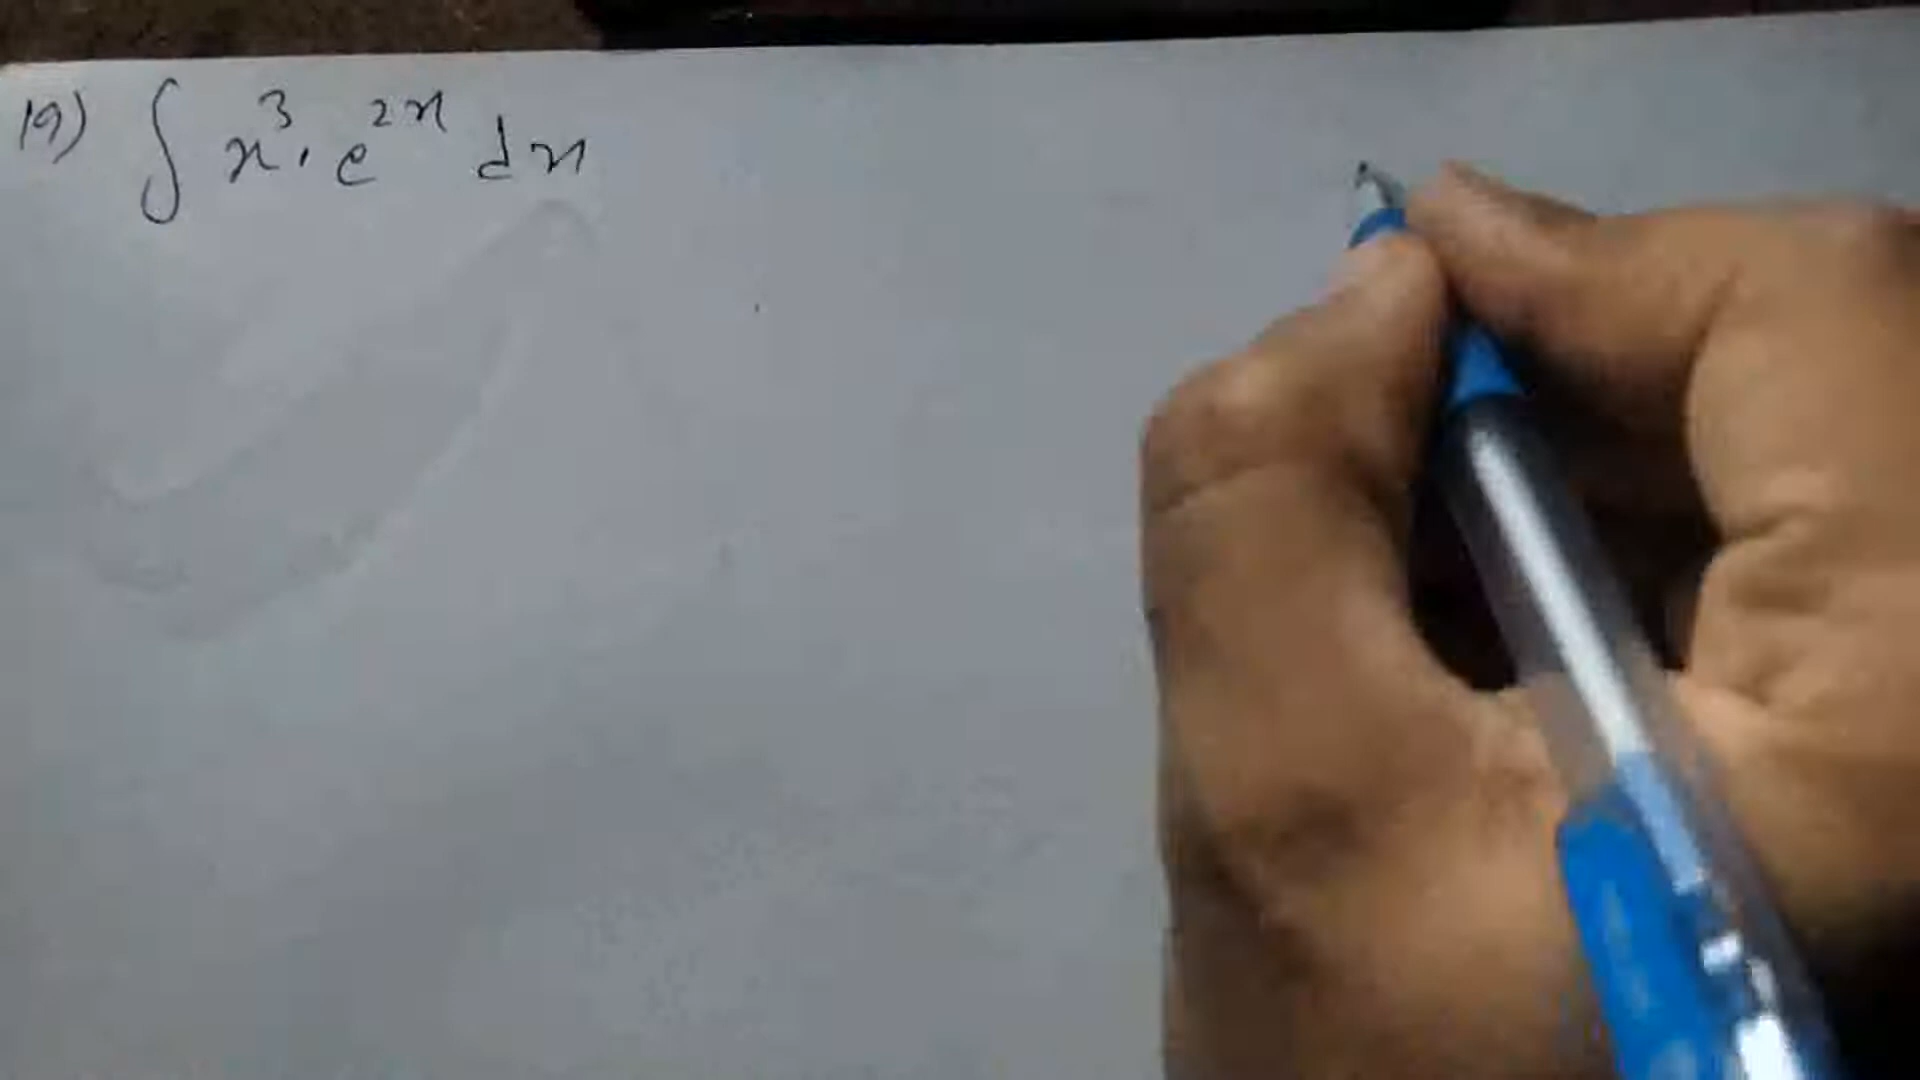 19) ∫ x³. e²ˣ dx